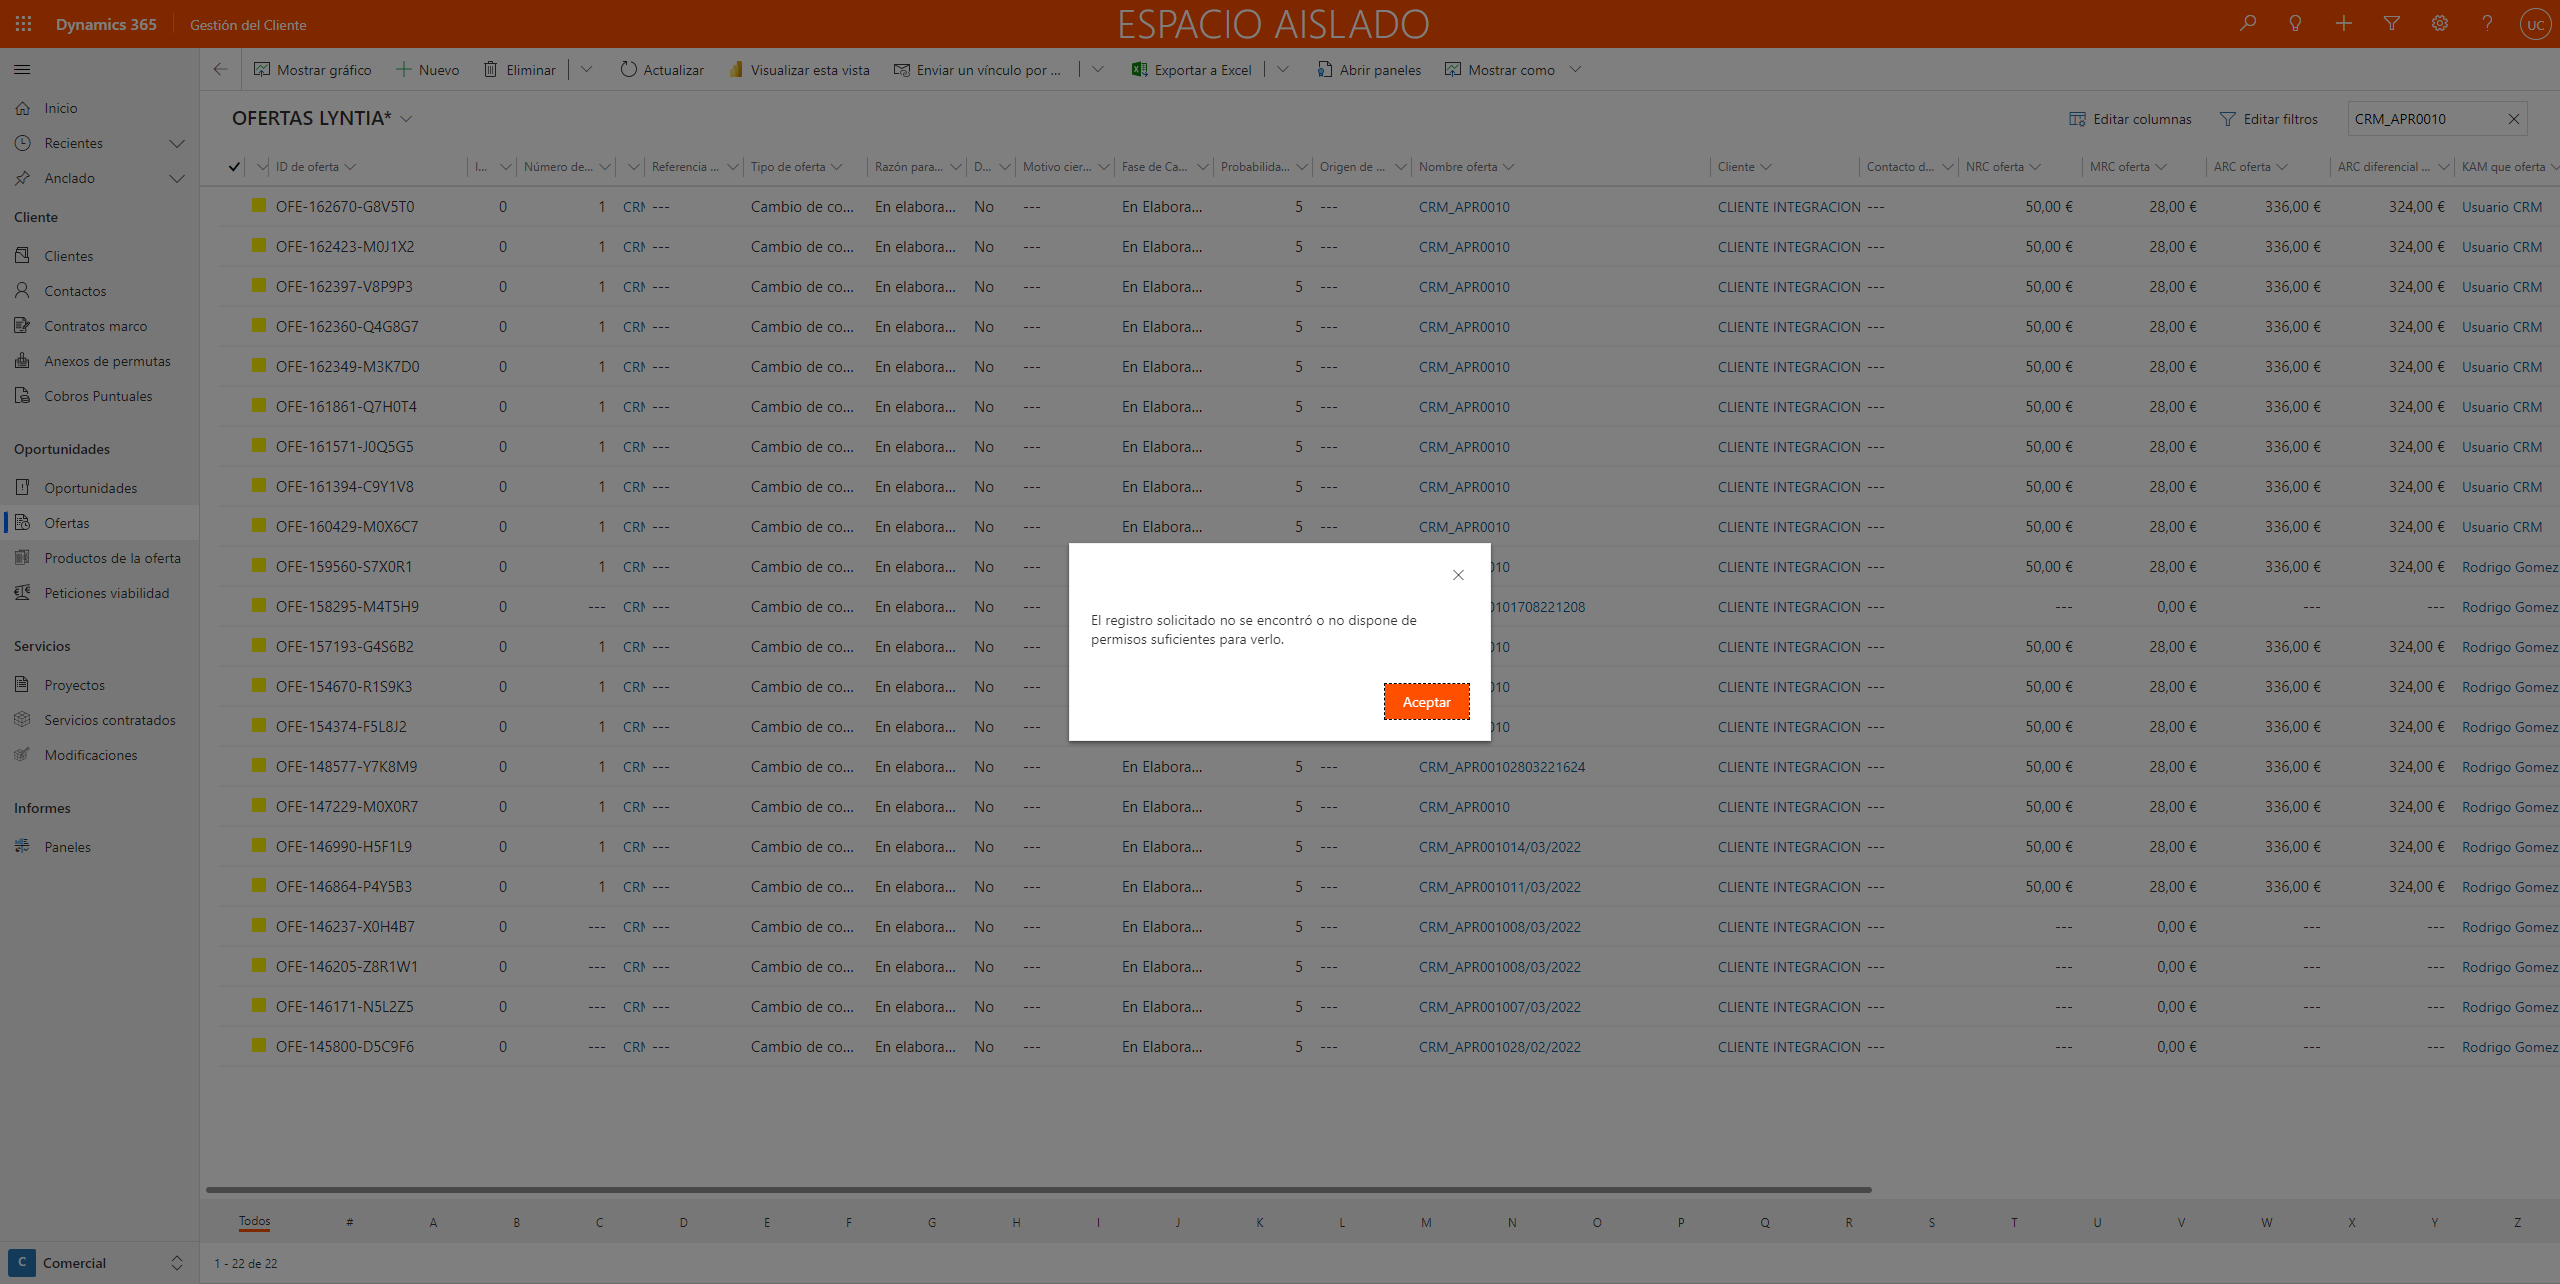 Dynamics 365 Gestión del Cliente ESPACIO AISLADO UC
Mostrar gráfico Nuevo Eliminar Actualizar Visualizar esta vista Enviar un vínculo por ... Exportar a Excel Abrir paneles Mostrar como
Inicio
Recientes
Anclado
Cliente
Clientes
Contactos
Contratos marco
Anexos de permutas
Cobros Puntuales
Oportunidades
Oportunidades
Ofertas
Productos de la oferta
Peticiones viabilidad
Servicios
Proyectos
Servicios contratados
Modificaciones
Informes
Paneles
C Comercial
OFERTAS LYNTIA* Editar columnas Editar filtros CRM_APR0010
ID de oferta I... Número de... Referencia ... Tipo de oferta Razón para... D... Motivo cier... Fase de Ca... Probabilida... Origen de ... Nombre oferta Cliente Contacto d... NRC oferta MRC oferta ARC oferta ARC diferencial ... KAM que oferta
OFE-162670-G8V5T0 0 1 CRM --- Cambio de co... En elabora... No --- En Elabora... 5 --- CRM_APR0010 CLIENTE INTEGRACION --- 50,00 € 28,00 € 336,00 € 324,00 € Usuario CRM
OFE-162423-M0J1X2 0 1 CRM --- Cambio de co... En elabora... No --- En Elabora... 5 --- CRM_APR0010 CLIENTE INTEGRACION --- 50,00 € 28,00 € 336,00 € 324,00 € Usuario CRM
OFE-162397-V8P9P3 0 1 CRM --- Cambio de co... En elabora... No --- En Elabora... 5 --- CRM_APR0010 CLIENTE INTEGRACION --- 50,00 € 28,00 € 336,00 € 324,00 € Usuario CRM
OFE-162360-Q4G8G7 0 1 CRM --- Cambio de co... En elabora... No --- En Elabora... 5 --- CRM_APR0010 CLIENTE INTEGRACION --- 50,00 € 28,00 € 336,00 € 324,00 € Usuario CRM
OFE-162349-M3K7D0 0 1 CRM --- Cambio de co... En elabora... No --- En Elabora... 5 --- CRM_APR0010 CLIENTE INTEGRACION --- 50,00 € 28,00 € 336,00 € 324,00 € Usuario CRM
OFE-161861-Q7H0T4 0 1 CRM --- Cambio de co... En elabora... No --- En Elabora... 5 --- CRM_APR0010 CLIENTE INTEGRACION --- 50,00 € 28,00 € 336,00 € 324,00 € Usuario CRM
OFE-161571-J0Q5G5 0 1 CRM --- Cambio de co... En elabora... No --- En Elabora... 5 --- CRM_APR0010 CLIENTE INTEGRACION --- 50,00 € 28,00 € 336,00 € 324,00 € Usuario CRM
OFE-161394-C9Y1V8 0 1 CRM --- Cambio de co... En elabora... No --- En Elabora... 5 --- CRM_APR0010 CLIENTE INTEGRACION --- 50,00 € 28,00 € 336,00 € 324,00 € Usuario CRM
OFE-160429-M0X6C7 0 1 CRM --- Cambio de co... En elabora... No --- En Elabora... 5 --- CRM_APR0010 CLIENTE INTEGRACION --- 50,00 € 28,00 € 336,00 € 324,00 € Usuario CRM
OFE-159560-S7X0R1 0 1 CRM --- Cambio de co... En elabora... No --- 010 CLIENTE INTEGRACION --- 50,00 € 28,00 € 336,00 € 324,00 € Rodrigo Gomez
OFE-158295-M4T5H9 0 --- CRM --- Cambio de co... En elabora... No --- 0101708221208 CLIENTE INTEGRACION --- --- 0,00 € --- --- Rodrigo Gomez
OFE-157193-G4S6B2 0 1 CRM --- Cambio de co... En elabora... No --- 010 CLIENTE INTEGRACION --- 50,00 € 28,00 € 336,00 € 324,00 € Rodrigo Gomez
OFE-154670-R1S9K3 0 1 CRM --- Cambio de co... En elabora... No --- 010 CLIENTE INTEGRACION --- 50,00 € 28,00 € 336,00 € 324,00 € Rodrigo Gomez
OFE-154374-F5L8J2 0 1 CRM --- Cambio de co... En elabora... No --- 010 CLIENTE INTEGRACION --- 50,00 € 28,00 € 336,00 € 324,00 € Rodrigo Gomez
OFE-148577-Y7K8M9 0 1 CRM --- Cambio de co... En elabora... No --- En Elabora... 5 --- CRM_APR00102803221624 CLIENTE INTEGRACION --- 50,00 € 28,00 € 336,00 € 324,00 € Rodrigo Gomez
OFE-147229-M0X0R7 0 1 CRM --- Cambio de co... En elabora... No --- En Elabora... 5 --- CRM_APR0010 CLIENTE INTEGRACION --- 50,00 € 28,00 € 336,00 € 324,00 € Rodrigo Gomez
OFE-146990-H5F1L9 0 1 CRM --- Cambio de co... En elabora... No --- En Elabora... 5 --- CRM_APR001014/03/2022 CLIENTE INTEGRACION --- 50,00 € 28,00 € 336,00 € 324,00 € Rodrigo Gomez
OFE-146864-P4Y5B3 0 1 CRM --- Cambio de co... En elabora... No --- En Elabora... 5 --- CRM_APR001011/03/2022 CLIENTE INTEGRACION --- 50,00 € 28,00 € 336,00 € 324,00 € Rodrigo Gomez
OFE-146237-X0H4B7 0 --- CRM --- Cambio de co... En elabora... No --- En Elabora... 5 --- CRM_APR001008/03/2022 CLIENTE INTEGRACION --- --- 0,00 € --- --- Rodrigo Gomez
OFE-146205-Z8R1W1 0 --- CRM --- Cambio de co... En elabora... No --- En Elabora... 5 --- CRM_APR001008/03/2022 CLIENTE INTEGRACION --- --- 0,00 € --- --- Rodrigo Gomez
OFE-146171-N5L2Z5 0 --- CRM --- Cambio de co... En elabora... No --- En Elabora... 5 --- CRM_APR001007/03/2022 CLIENTE INTEGRACION --- --- 0,00 € --- --- Rodrigo Gomez
OFE-145800-D5C9F6 0 --- CRM --- Cambio de co... En elabora... No --- En Elabora... 5 --- CRM_APR001028/02/2022 CLIENTE INTEGRACION --- --- 0,00 € --- --- Rodrigo Gomez
El registro solicitado no se encontró o no dispone de
permisos suficientes para verlo.
Aceptar
Todos # A B C D E F G H I J K L M N O P Q R S T U V W X Y Z
1 - 22 de 22